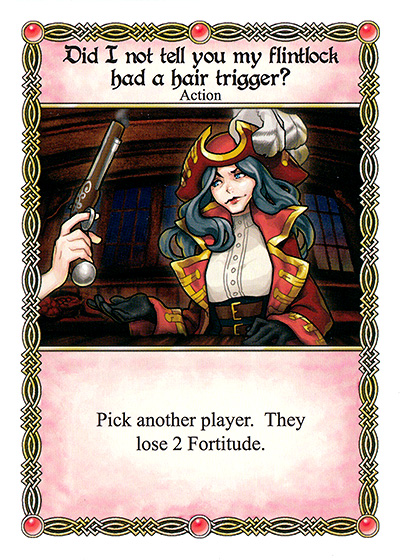 Did I not tell you my flintlock
had a hair trigger?
Action
Pick another player. They
lose 2 Fortitude.